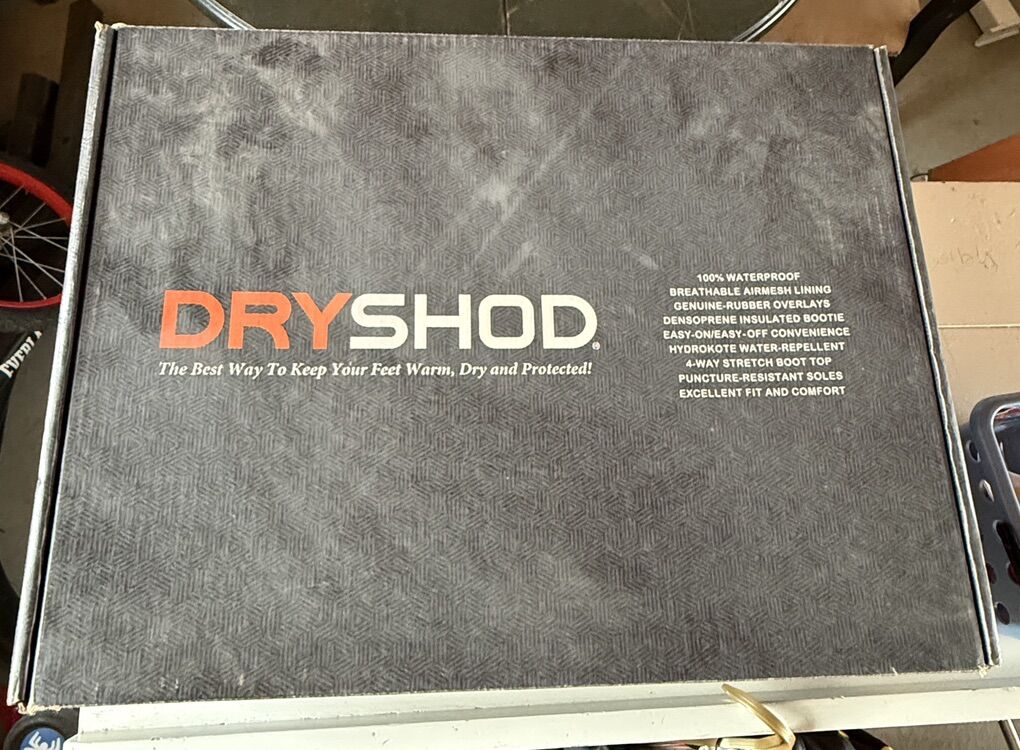 DRYSHOD®
The Best Way To Keep Your Feet Warm, Dry and Protected!
100% WATERPROOF
BREATHABLE AIRMESH LINING
GENUINE-RUBBER OVERLAYS
DENSOPRENE INSULATED BOOTIE
EASY-ON/EASY-OFF CONVENIENCE
HYDROKOTE WATER-REPELLENT
4-WAY STRETCH BOOT TOP
PUNCTURE-RESISTANT SOLES
EXCELLENT FIT AND COMFORT